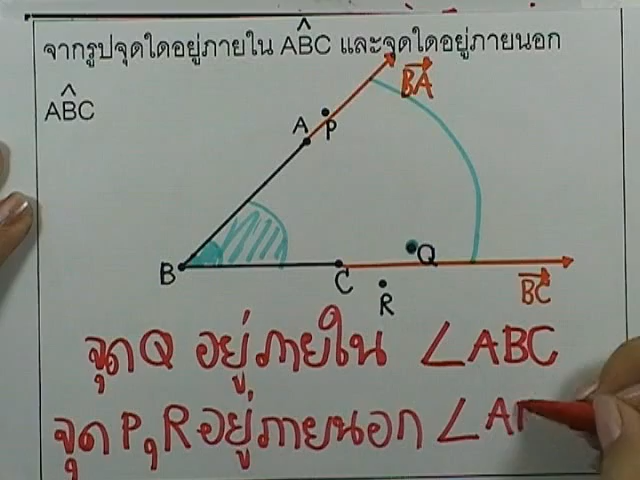 จากรูปจุดใดอยู่ภายใน AB̂C และจุดใดอยู่ภายนอก
AB̂C
BA
A
P
Q
B
C
R
BC
จุด Q อยู่ภายใน ∠ABC
จุด P, R อยู่ภายนอก ∠A